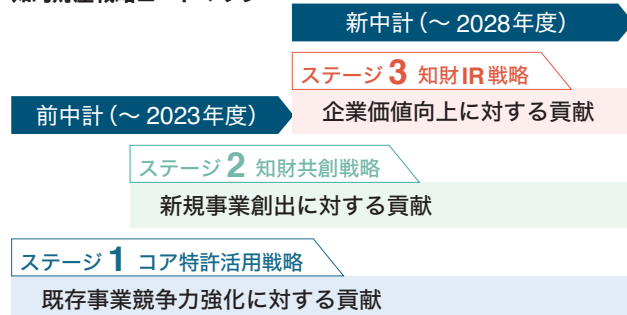 新中計（～ 2028年度）
ステージ 3 知財IR戦略
前中計（～ 2023年度）
企業価値向上に対する貢献
ステージ 2 知財共創戦略
新規事業創出に対する貢献
ステージ 1 コア特許活用戦略
既存事業競争力強化に対する貢献